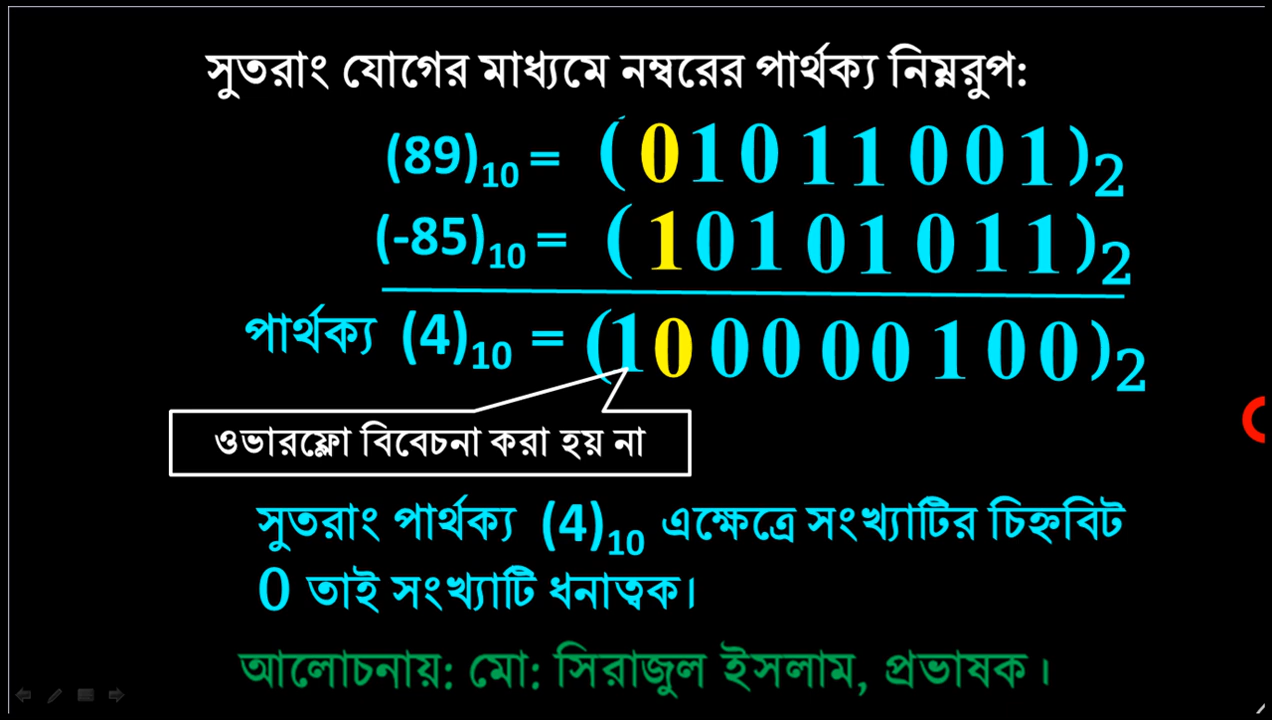 সুতরাং যোগের মাধ্যমে নম্বরের পার্থক্য নিম্নরুপ:
(89)₁₀ = (01011001)₂
(-85)₁₀ = (10101011)₂
পার্থক্য (4)₁₀ = (100000100)₂
ওভারফ্লো বিবেচনা করা হয় না
সুতরাং পার্থক্য (4)₁₀ এক্ষেত্রে সংখ্যাটির চিহ্নবিট
0 তাই সংখ্যাটি ধনাত্বক।
আলোচনায়: মো: সিরাজুল ইসলাম, প্রভাষক।